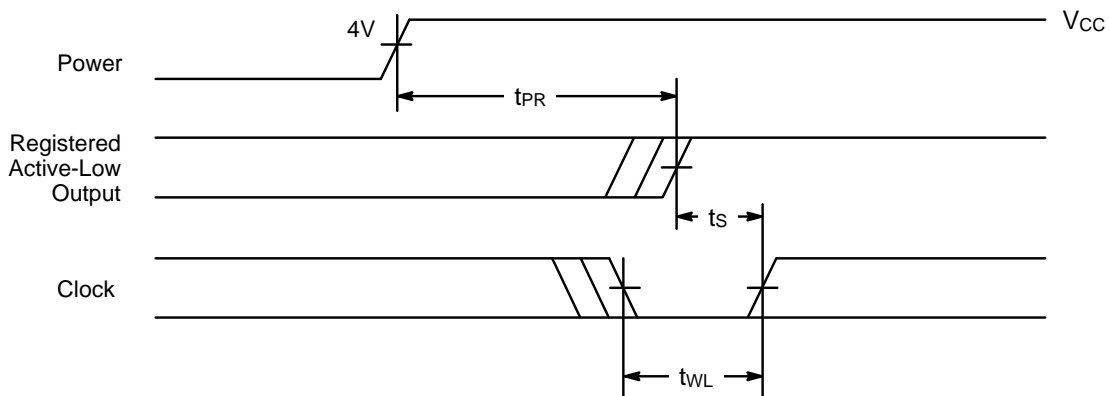 4V
VCC
Power
tPR
Registered
Active-Low
Output
tS
Clock
tWL